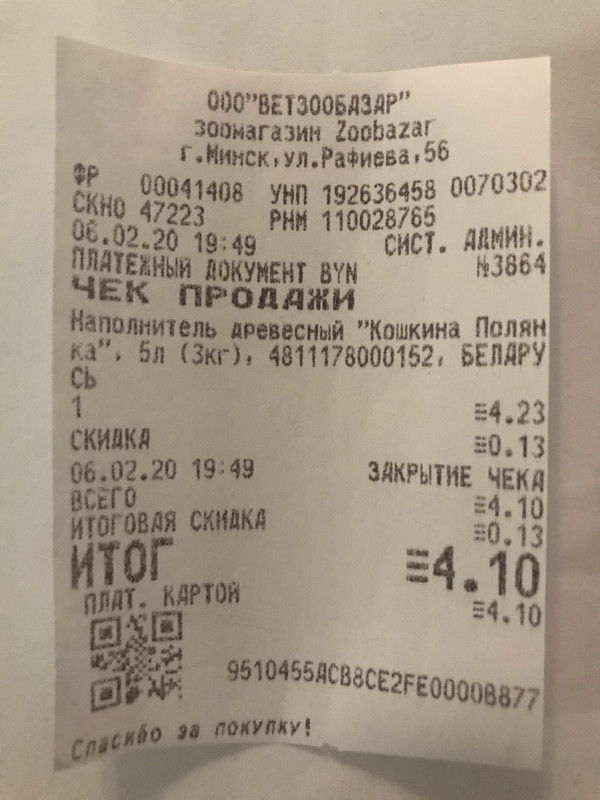 ООО"ВЕТЗООБАЗАР"
зоомагазин Zoobazar
г.Минск,ул.Рафиева,56
ФР 00041408 УНП 192636458 0070302
СКНО 47223 РНМ 110028765
06.02.20 19:49 СИСТ. АДМИН.
ПЛАТЕЖНЫЙ ДОКУМЕНТ BYN №3864
ЧЕК ПРОДАЖИ
Наполнитель древесный "Кошкина Полян
ка", 5л (3кг), 4811178000152, БЕЛАРУ
СЬ
1 ≡4.23
СКИДКА ≡0.13
06.02.20 19:49 ЗАКРЫТИЕ ЧЕКА
ВСЕГО ≡4.10
ИТОГОВАЯ СКИДКА ≡0.13
ИТОГ ≡4.10
ПЛАТ. КАРТОЙ ≡4.10
9510455ACB8CE2FE0000B877
Спасибо за покупку!